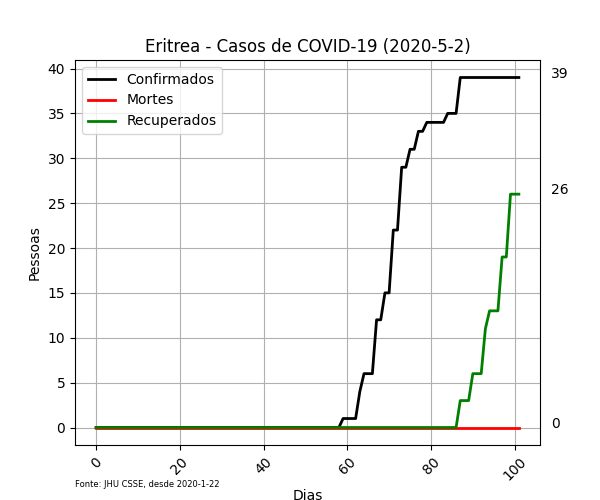 Eritrea - Casos de COVID-19 (2020-5-2)
Confirmados
Mortes
Recuperados
Pessoas
40
35
30
25
20
15
10
5
0
39
26
0
0
20
40
60
80
100
Fonte: JHU CSSE, desde 2020-1-22
Dias